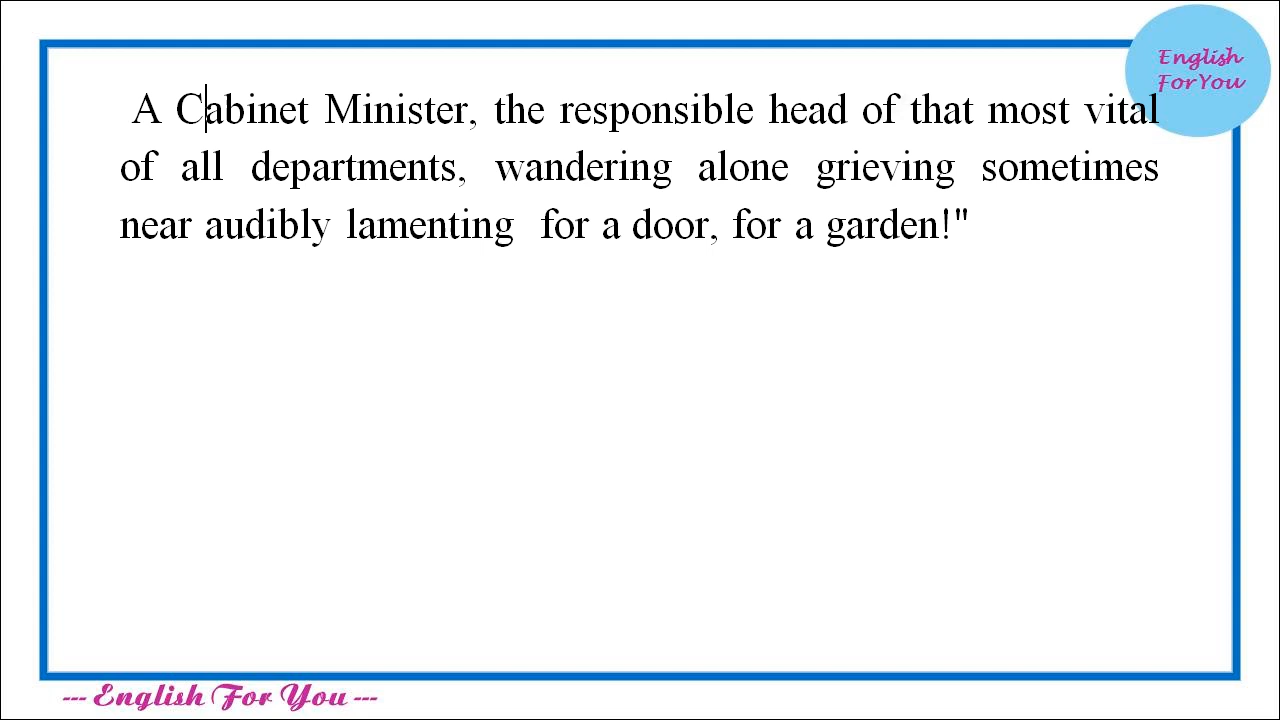 English
ForYou
A Cabinet Minister, the responsible head of that most vital
of all departments, wandering alone grieving sometimes
near audibly lamenting for a door, for a garden!"
--- English For You ---